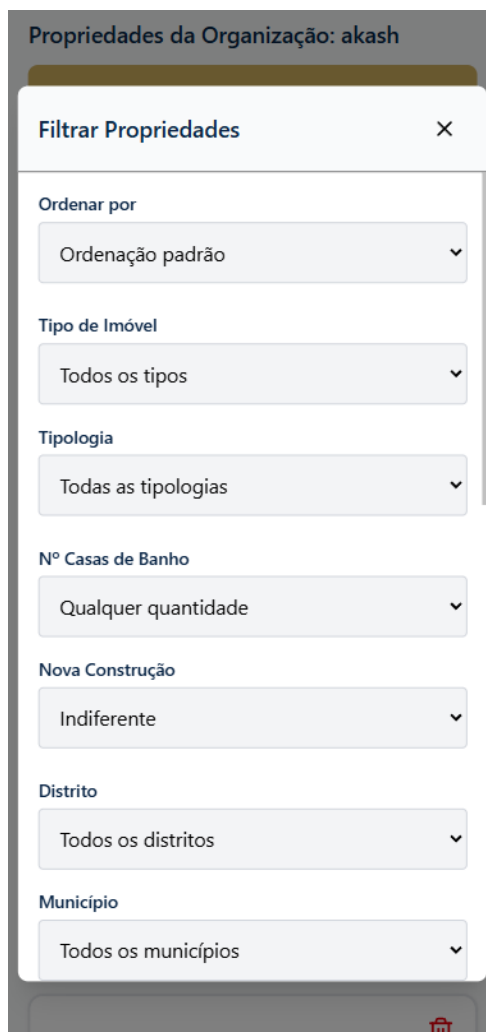 Propriedades da Organização: akash
Filtrar Propriedades
Ordenar por
Ordenação padrão
Tipo de Imóvel
Todos os tipos
Tipologia
Todas as tipologias
Nº Casas de Banho
Qualquer quantidade
Nova Construção
Indiferente
Distrito
Todos os distritos
Município
Todos os municípios